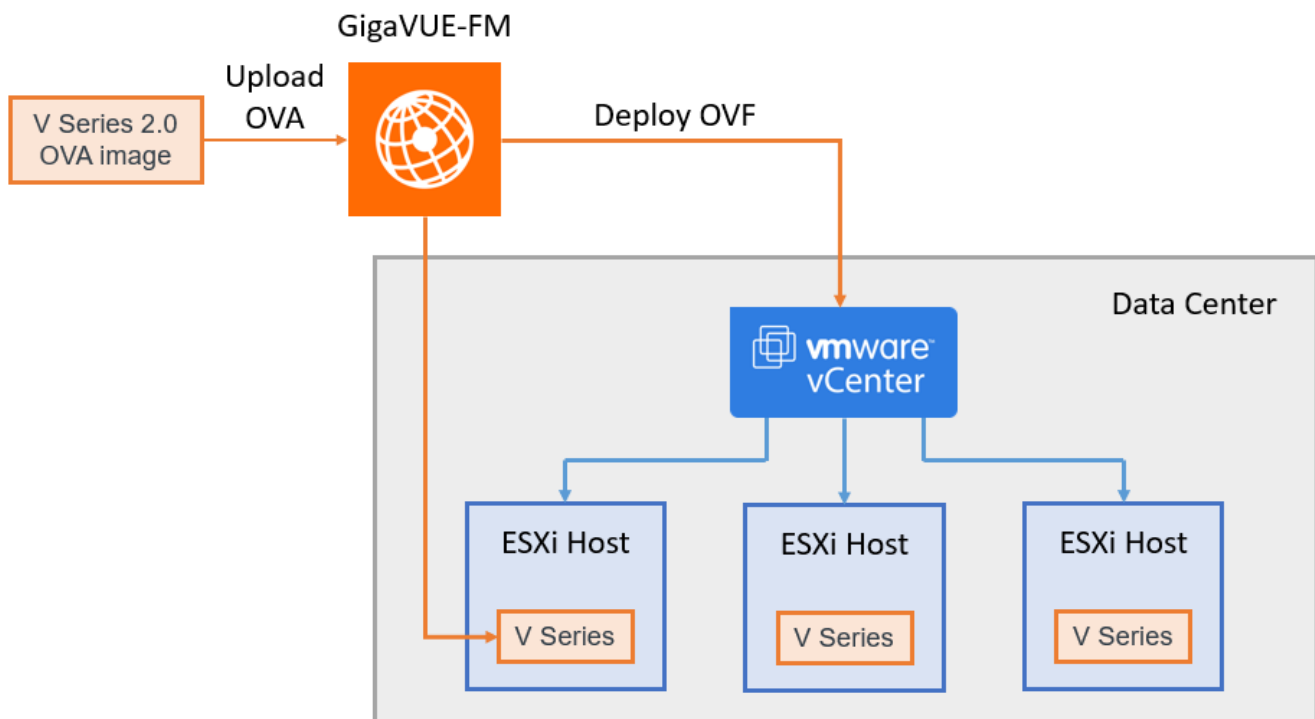 GigaVUE-FM
Upload
OVA
Deploy OVF
V Series 2.0
OVA image
Data Center
vmware™
vCenter
ESXi Host
ESXi Host
ESXi Host
V Series
V Series
V Series